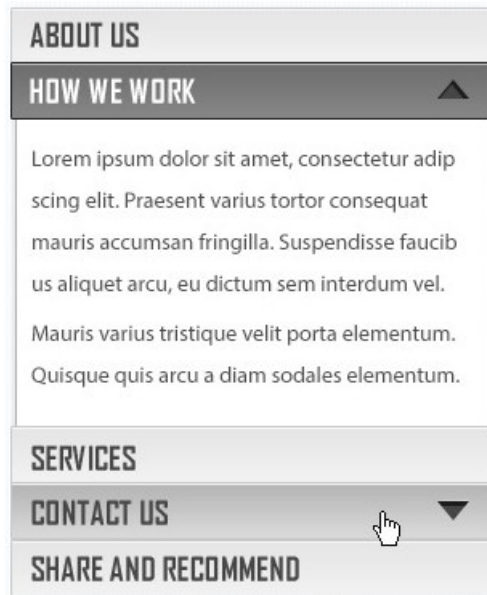 ABOUT US
HOW WE WORK
Lorem ipsum dolor sit amet, consectetur adip
scing elit. Praesent varius tortor consequat
mauris accumsan fringilla. Suspendisse faucib
us aliquet arcu, eu dictum sem interdum vel.
Mauris varius tristique velit porta elementum.
Quisque quis arcu a diam sodales elementum.
SERVICES
CONTACT US
SHARE AND RECOMMEND